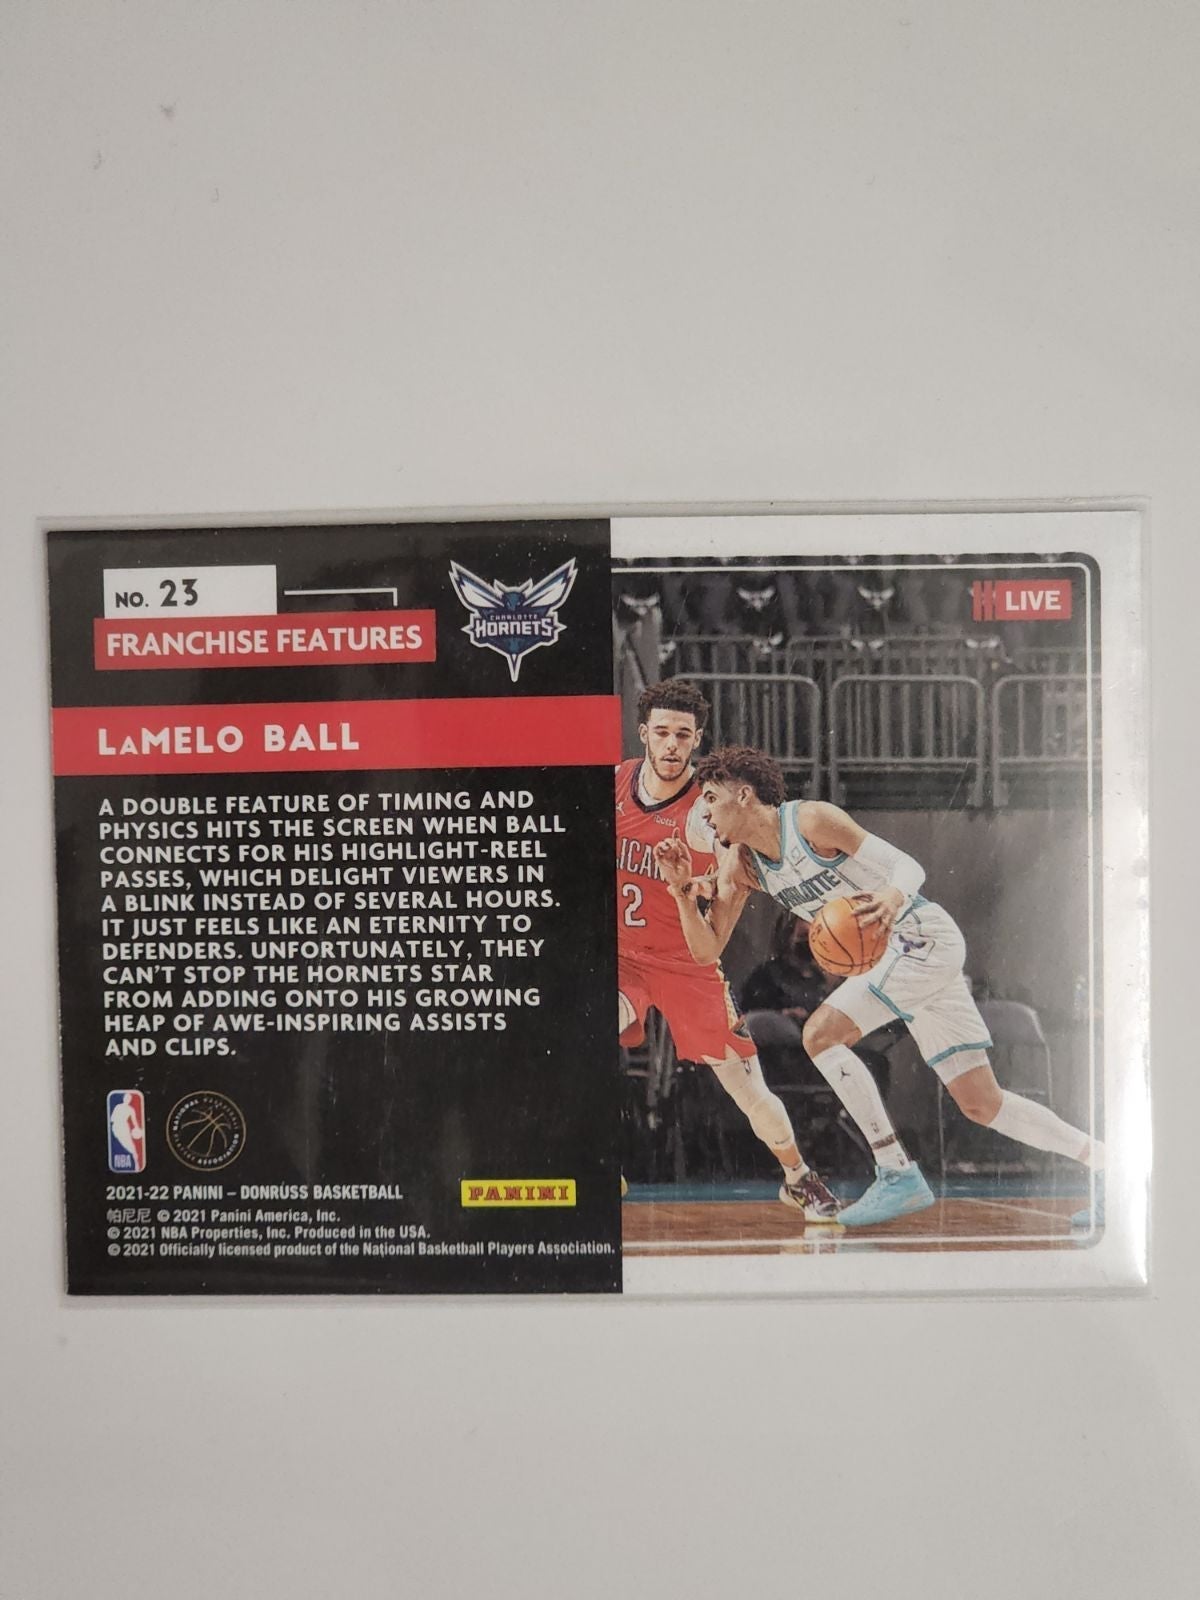 NO. 23
FRANCHISE FEATURES
CHARLOTTE
HORNETS
LaMELO BALL
A DOUBLE FEATURE OF TIMING AND
PHYSICS HITS THE SCREEN WHEN BALL
CONNECTS FOR HIS HIGHLIGHT-REEL
PASSES, WHICH DELIGHT VIEWERS IN
A BLINK INSTEAD OF SEVERAL HOURS.
IT JUST FEELS LIKE AN ETERNITY TO
DEFENDERS. UNFORTUNATELY, THEY
CAN'T STOP THE HORNETS STAR
FROM ADDING ONTO HIS GROWING
HEAP OF AWE-INSPIRING ASSISTS
AND CLIPS.
NBA
NATIONAL BASKETBALL
PLAYERS ASSOCIATION
2021-22 PANINI – DONRUSS BASKETBALL
帕尼尼 © 2021 Panini America, Inc.
© 2021 NBA Properties, Inc. Produced in the USA.
© 2021 Officially licensed product of the National Basketball Players Association.
PANINI
LIVE
LICAN
2